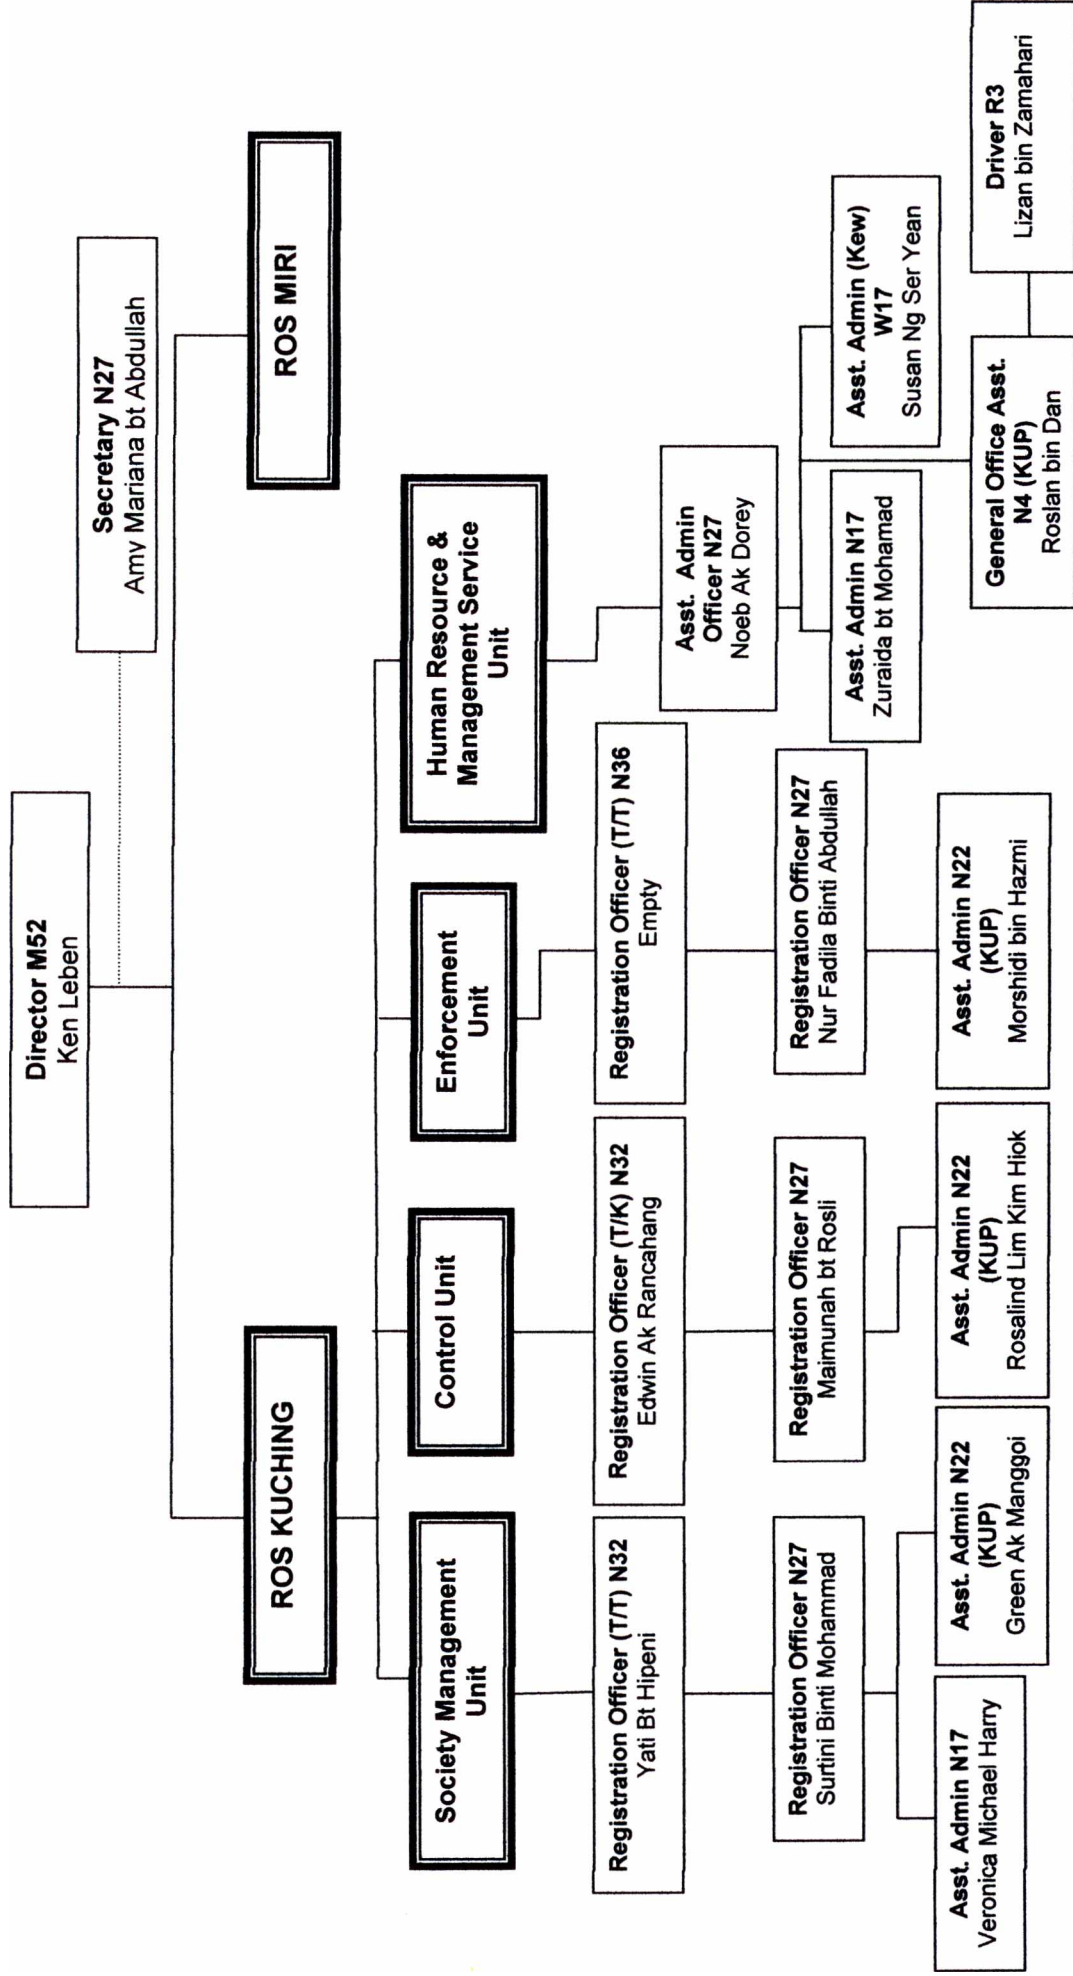 Director M52
Ken Leben
Secretary N27
Amy Mariana bt Abdullah
ROS KUCHING
ROS MIRI
Society Management
Unit
Control Unit
Enforcement
Unit
Human Resource &
Management Service
Unit
Registration Officer (T/T) N32
Yati Bt Hipeni
Registration Officer (T/K) N32
Edwin Ak Rancahang
Registration Officer (T/T) N36
Empty
Asst. Admin
Officer N27
Noeb Ak Dorey
Registration Officer N27
Surtini Binti Mohammad
Registration Officer N27
Maimunah bt Rosli
Registration Officer N27
Nur Fadila Binti Abdullah
Asst. Admin N17
Zuraida bt Mohamad
Asst. Admin (Kew)
W17
Susan Ng Ser Yean
Asst. Admin N17
Veronica Michael Harry
Asst. Admin N22
(KUP)
Green Ak Manggoi
Asst. Admin N22
(KUP)
Rosalind Lim Kim Hiok
Asst. Admin N22
(KUP)
Morshidi bin Hazmi
General Office Asst.
N4 (KUP)
Roslan bin Dan
Driver R3
Lizan bin Zamahari